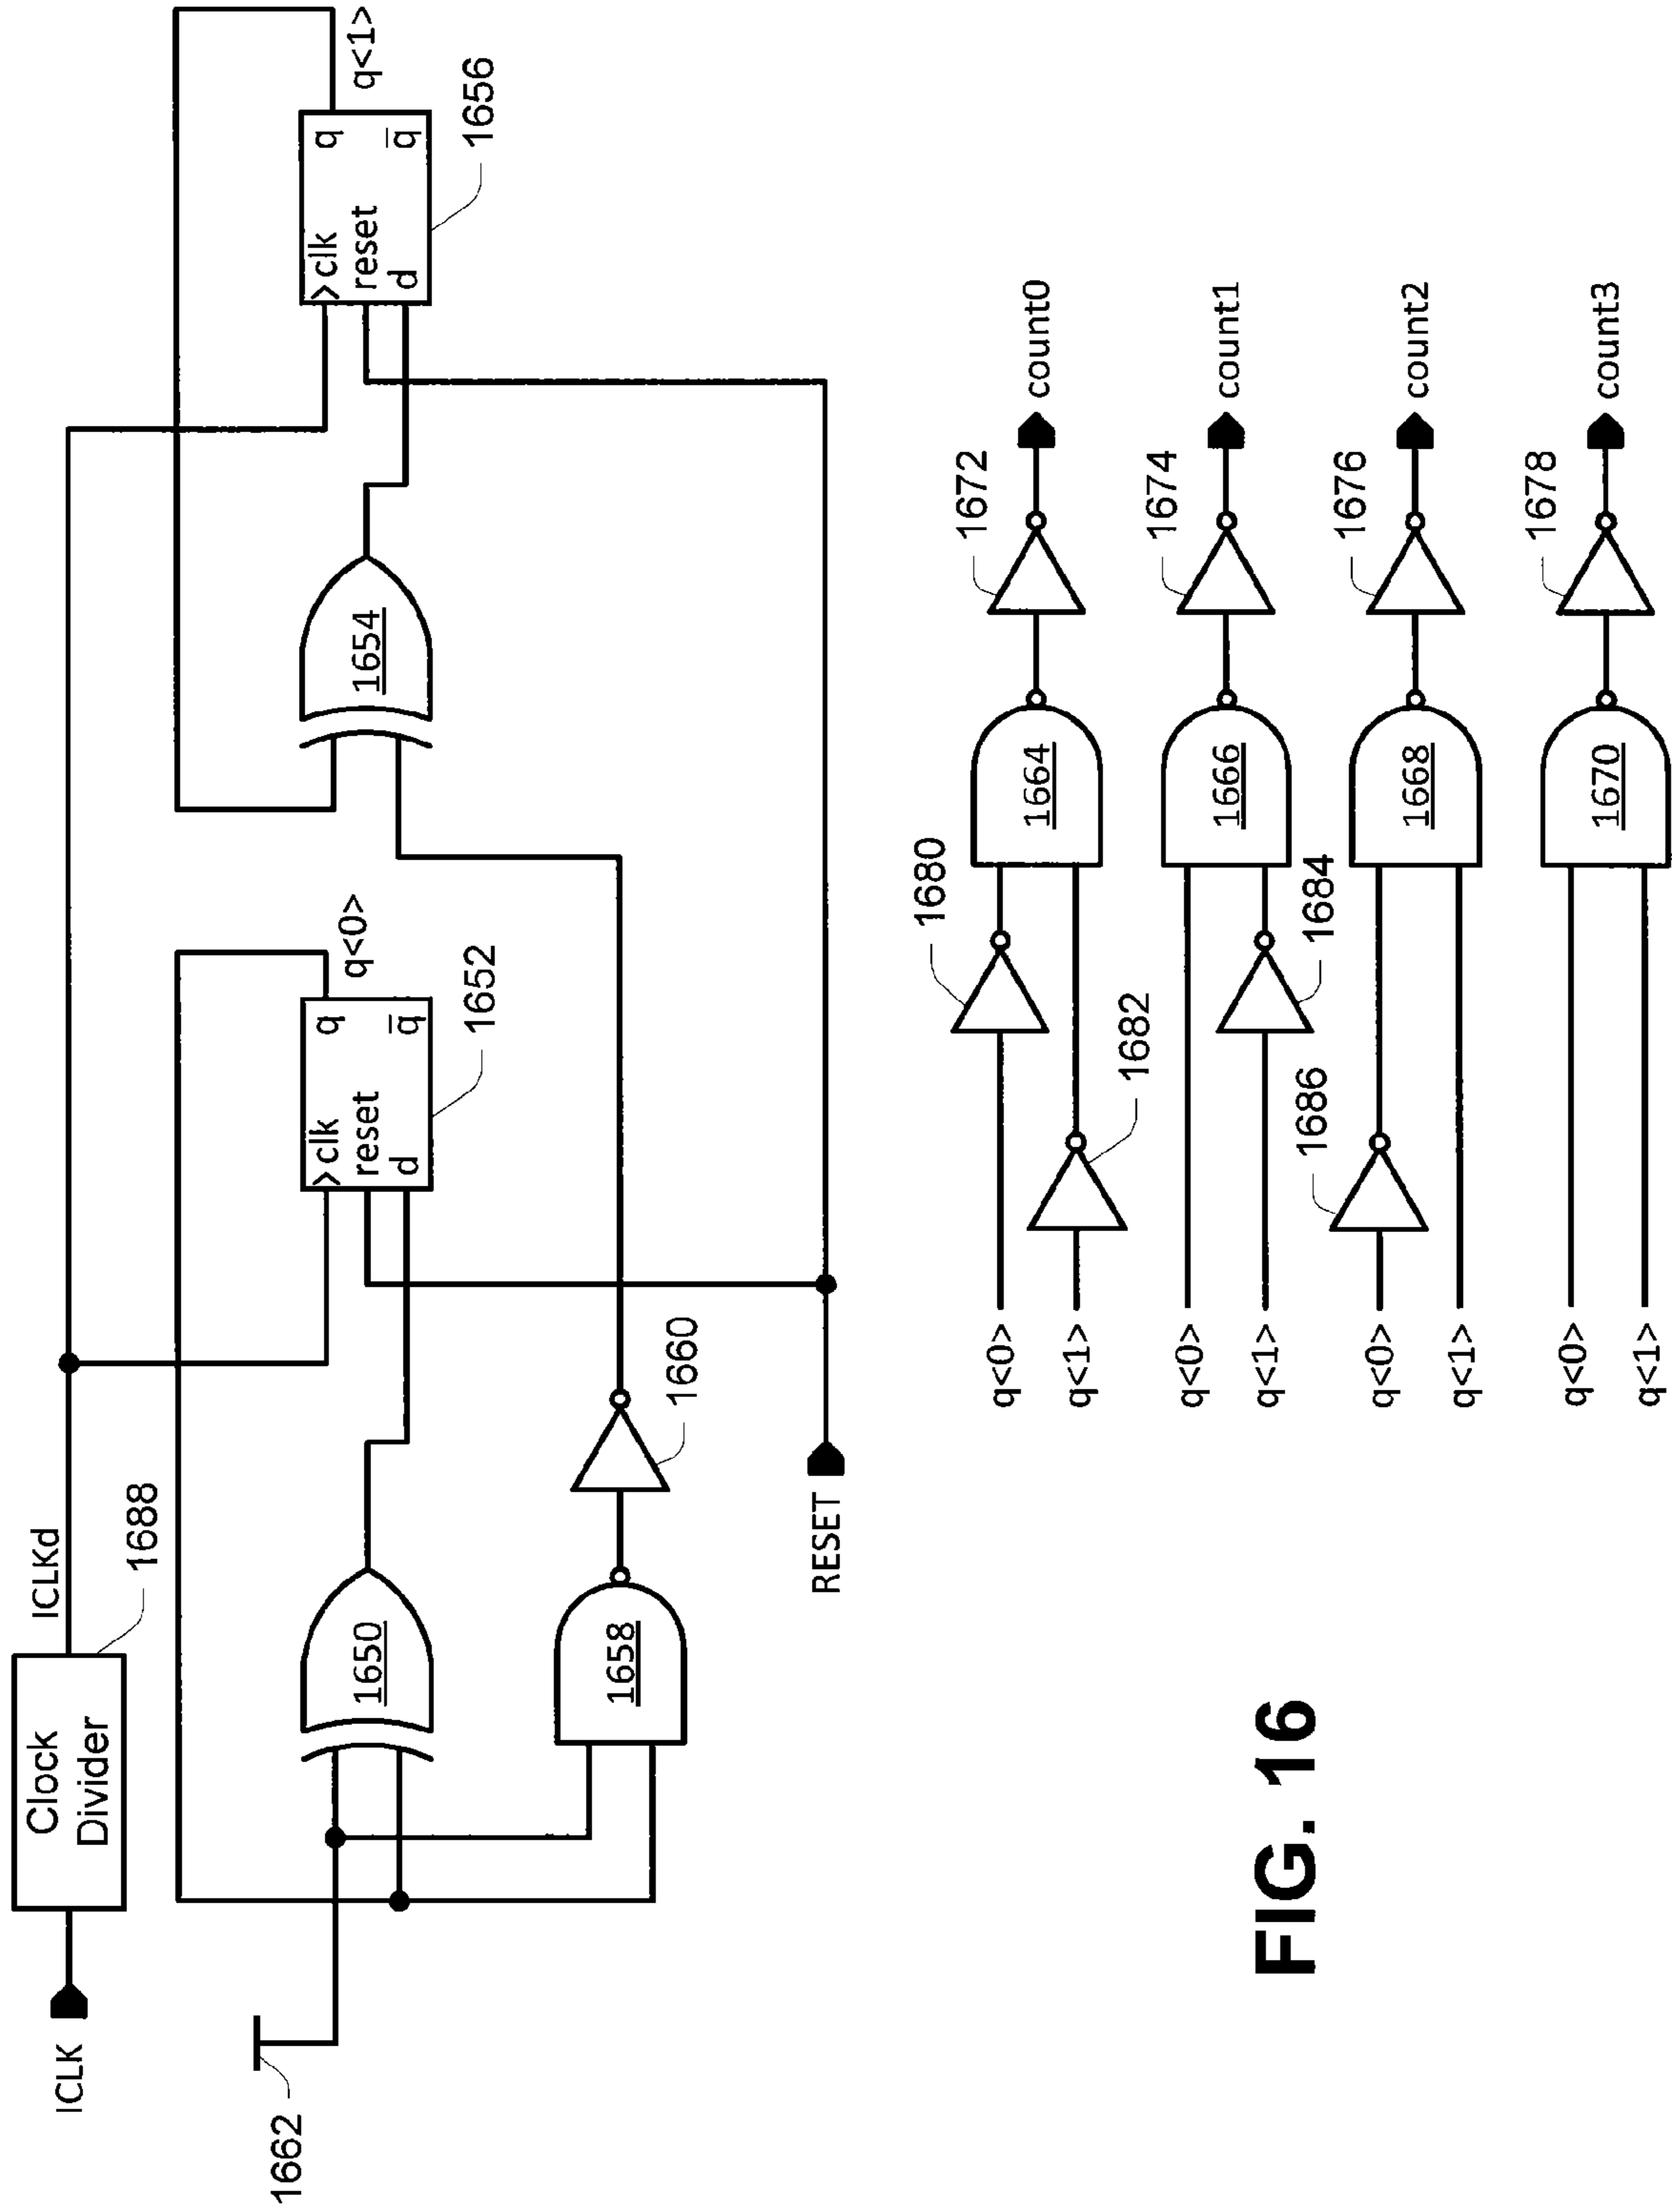 ICLK
Clock
Divider
ICLKd
1688
1662
1650
>clk
reset
d
q
q
q<0>
1652
1654
>clk
reset
d
q
q
q<1>
1656
1658
1660
RESET
q<0>
q<1>
1680
1682
1664
1672
count0
q<0>
q<1>
1684
1666
1674
count1
q<0>
q<1>
1686
1668
1676
count2
q<0>
q<1>
1670
1678
count3
FIG. 16